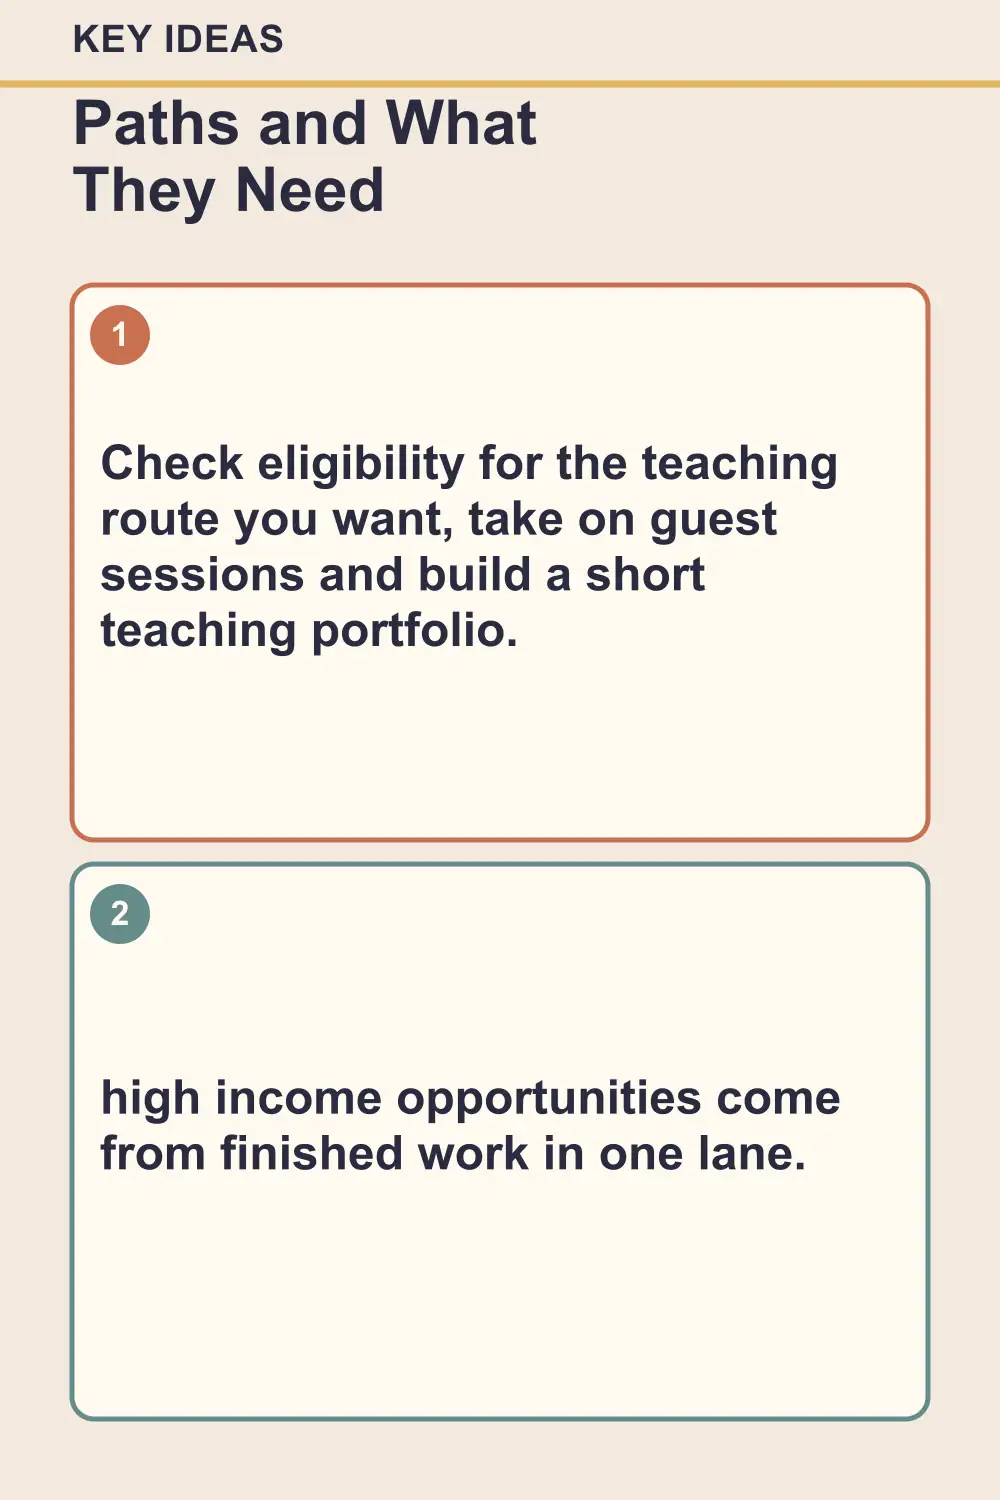 KEY IDEAS
Paths and What
They Need
1
Check eligibility for the teaching
route you want, take on guest
sessions and build a short
teaching portfolio.
2
high income opportunities come
from finished work in one lane.